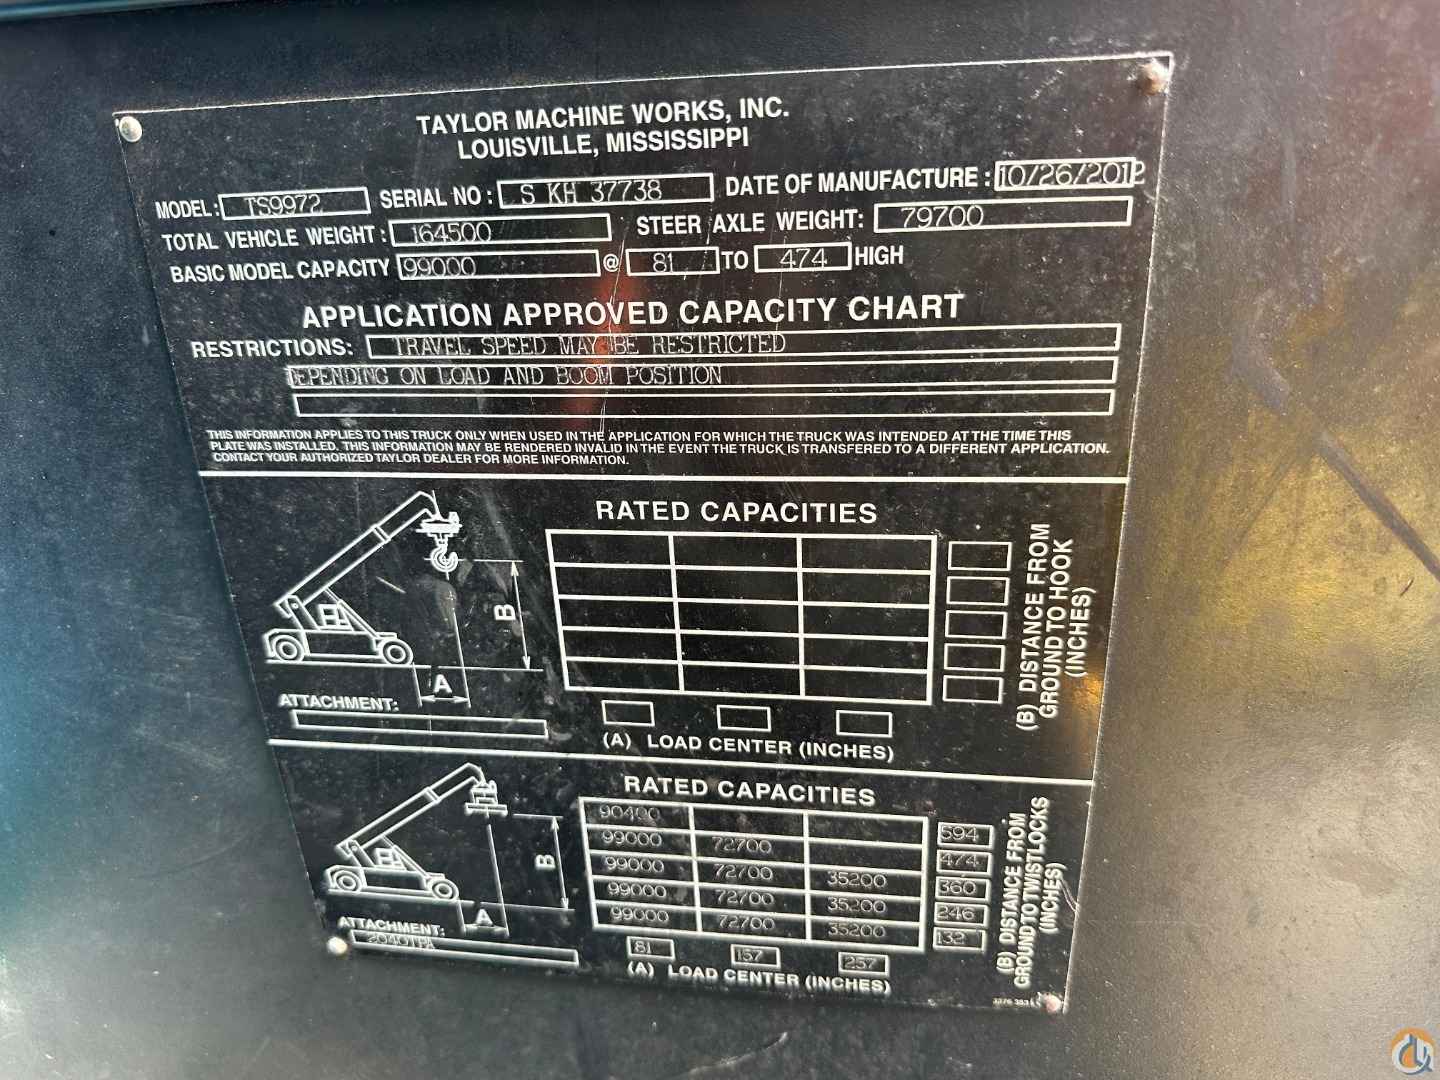 TAYLOR MACHINE WORKS, INC.
LOUISVILLE, MISSISSIPPI
MODEL: TS9972 SERIAL NO: S KH 37738 DATE OF MANUFACTURE: 10/26/2012
TOTAL VEHICLE WEIGHT: 164500 STEER AXLE WEIGHT: 79700
BASIC MODEL CAPACITY 99000 @ 81 TO 474 HIGH
APPLICATION APPROVED CAPACITY CHART
RESTRICTIONS: TRAVEL SPEED MAY BE RESTRICTED
DEPENDING ON LOAD AND BOOM POSITION
THIS INFORMATION APPLIES TO THIS TRUCK ONLY WHEN USED IN THE APPLICATION FOR WHICH THE TRUCK WAS INTENDED AT THE TIME THIS
PLATE WAS INSTALLED. THIS INFORMATION MAY BE RENDERED INVALID IN THE EVENT THE TRUCK IS TRANSFERED TO A DIFFERENT APPLICATION.
CONTACT YOUR AUTHORIZED TAYLOR DEALER FOR MORE INFORMATION.
RATED CAPACITIES
B
A
ATTACHMENT:
(A) LOAD CENTER (INCHES)
(B) DISTANCE FROM
GROUND TO HOOK
(INCHES)
RATED CAPACITIES
90400 594
99000 72700 474
99000 72700 35200 360
99000 72700 35200 246
99000 72700 35200 132
81 157 257
(A) LOAD CENTER (INCHES)
B
A
ATTACHMENT:
2040TPA
(B) DISTANCE FROM
GROUND TO TWISTLOCKS
(INCHES)